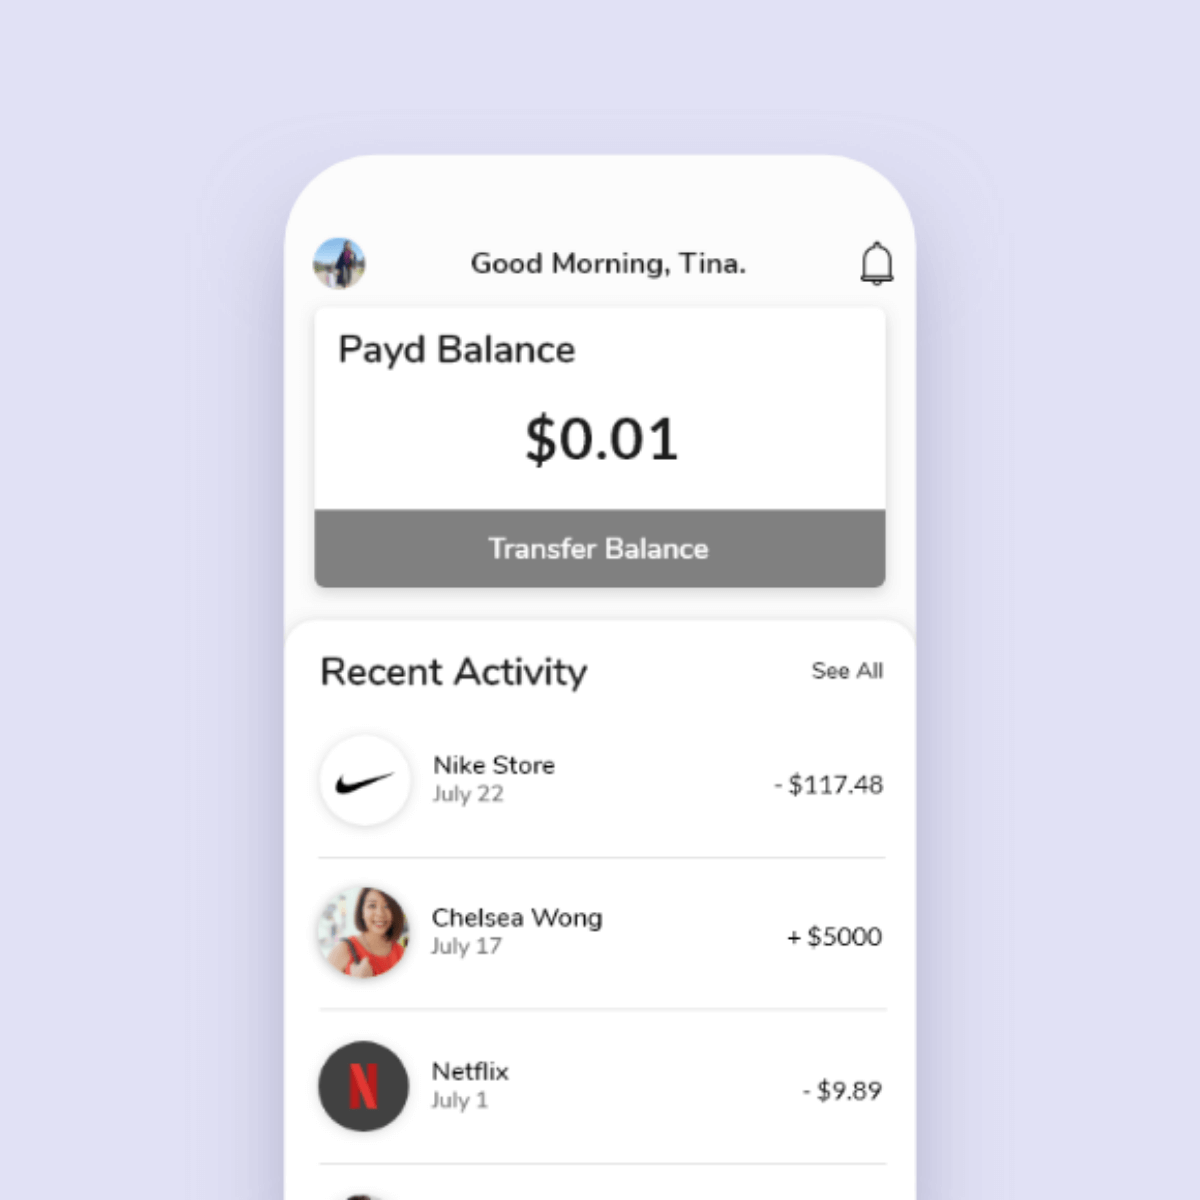 Good Morning, Tina.
Payd Balance
$0.01
Transfer Balance
Recent Activity
See All
Nike Store
July 22
- $117.48
Chelsea Wong
July 17
+ $5000
Netflix
July 1
- $9.89